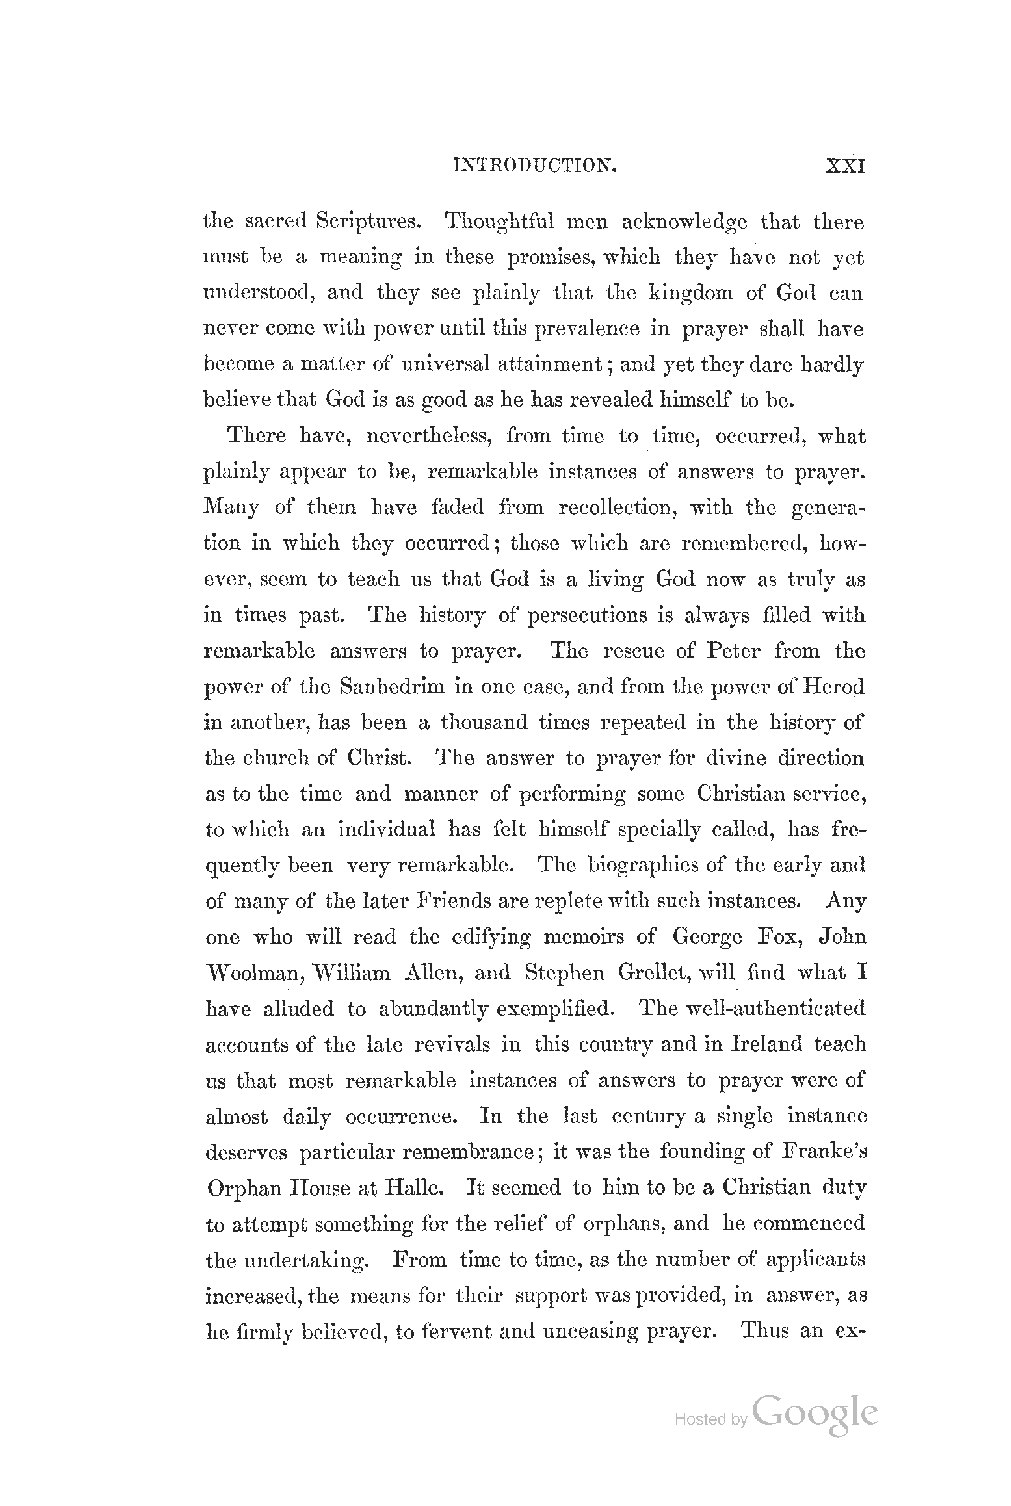 INTRODUCTION. XXI
the sacred Scriptures. Thoughtful men acknowledge that there
must be a meaning in these promises, which they have not yet
understood, and they see plainly that the kingdom of God can
never come with power until this prevalence in prayer shall have
become a matter of universal attainment; and yet they dare hardly
believe that God is as good as he has revealed himself to be.
There have, nevertheless, from time to time, occurred, what
plainly appear to be, remarkable instances of answers to prayer.
Many of them have faded from recollection, with the genera-
tion in which they occurred; those which are remembered, how-
ever, seem to teach us that God is a living God now as truly as
in times past. The history of persecutions is always filled with
remarkable answers to prayer. The rescue of Peter from the
power of the Sanhedrim in one case, and from the power of Herod
in another, has been a thousand times repeated in the history of
the church of Christ. The answer to prayer for divine direction
as to the time and manner of performing some Christian service,
to which an individual has felt himself specially called, has fre-
quently been very remarkable. The biographies of the early and
of many of the later Friends are replete with such instances. Any
one who will read the edifying memoirs of George Fox, John
Woolman, William Allen, and Stephen Grellet, will find what I
have alluded to abundantly exemplified. The well-authenticated
accounts of the late revivals in this country and in Ireland teach
us that most remarkable instances of answers to prayer were of
almost daily occurrence. In the last century a single instance
deserves particular remembrance; it was the founding of Franke's
Orphan House at Halle. It seemed to him to be a Christian duty
to attempt something for the relief of orphans, and he commenced
the undertaking. From time to time, as the number of applicants
increased, the means for their support was provided, in answer, as
he firmly believed, to fervent and unceasing prayer. Thus an ex-
Hosted by Google